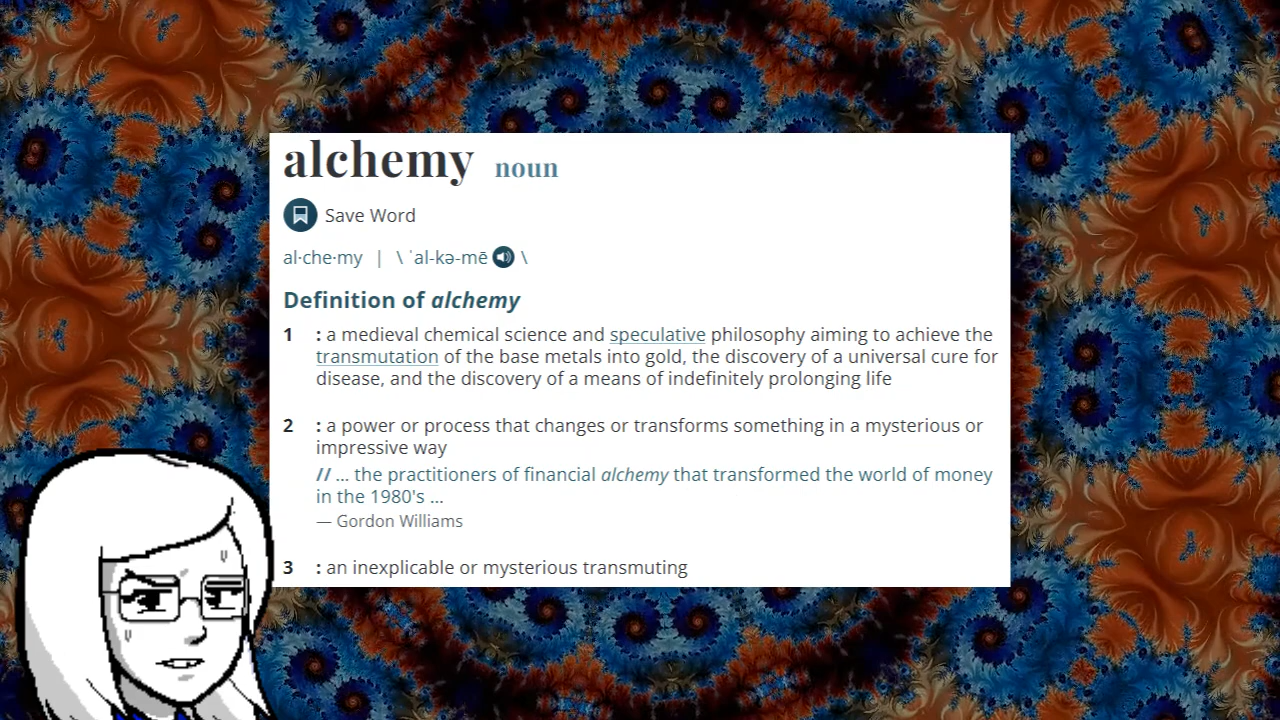 alchemy noun
Save Word
al·che·my | \ ˈal-kə-mē \
Definition of alchemy
1 : a medieval chemical science and speculative philosophy aiming to achieve the
transmutation of the base metals into gold, the discovery of a universal cure for
disease, and the discovery of a means of indefinitely prolonging life
2 : a power or process that changes or transforms something in a mysterious or
impressive way
// ... the practitioners of financial alchemy that transformed the world of money
in the 1980's ...
— Gordon Williams
3 : an inexplicable or mysterious transmuting